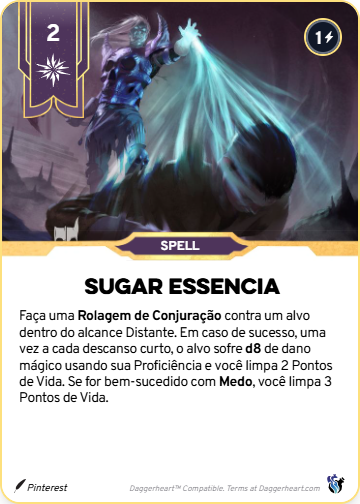 2
1
SPELL
SUGAR ESSENCIA
Faça uma Rolagem de Conjuração contra um alvo
dentro do alcance Distante. Em caso de sucesso, uma
vez a cada descanso curto, o alvo sofre d8 de dano
mágico usando sua Proficiência e você limpa 2 Pontos
de Vida. Se for bem-sucedido com Medo, você limpa 3
Pontos de Vida.
Pinterest
Daggerheart™ Compatible. Terms at Daggerheart.com